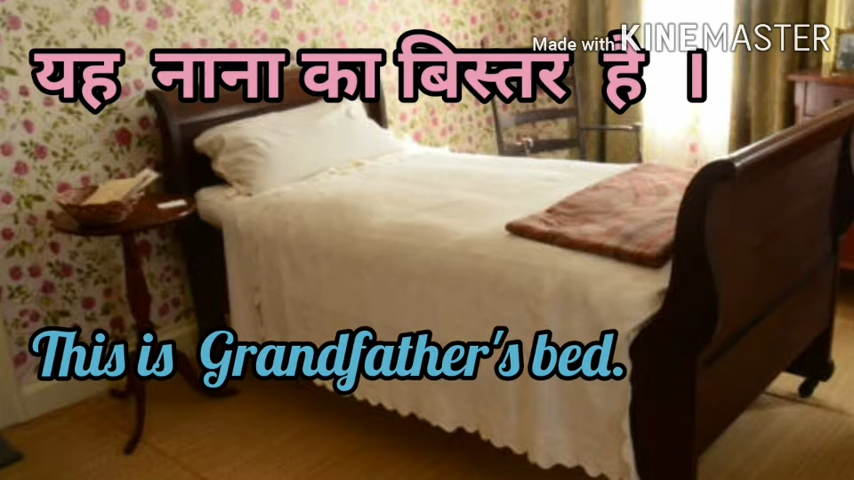 Made with KINEMASTER
यह नाना का बिस्तर है ।
This is Grandfather's bed.